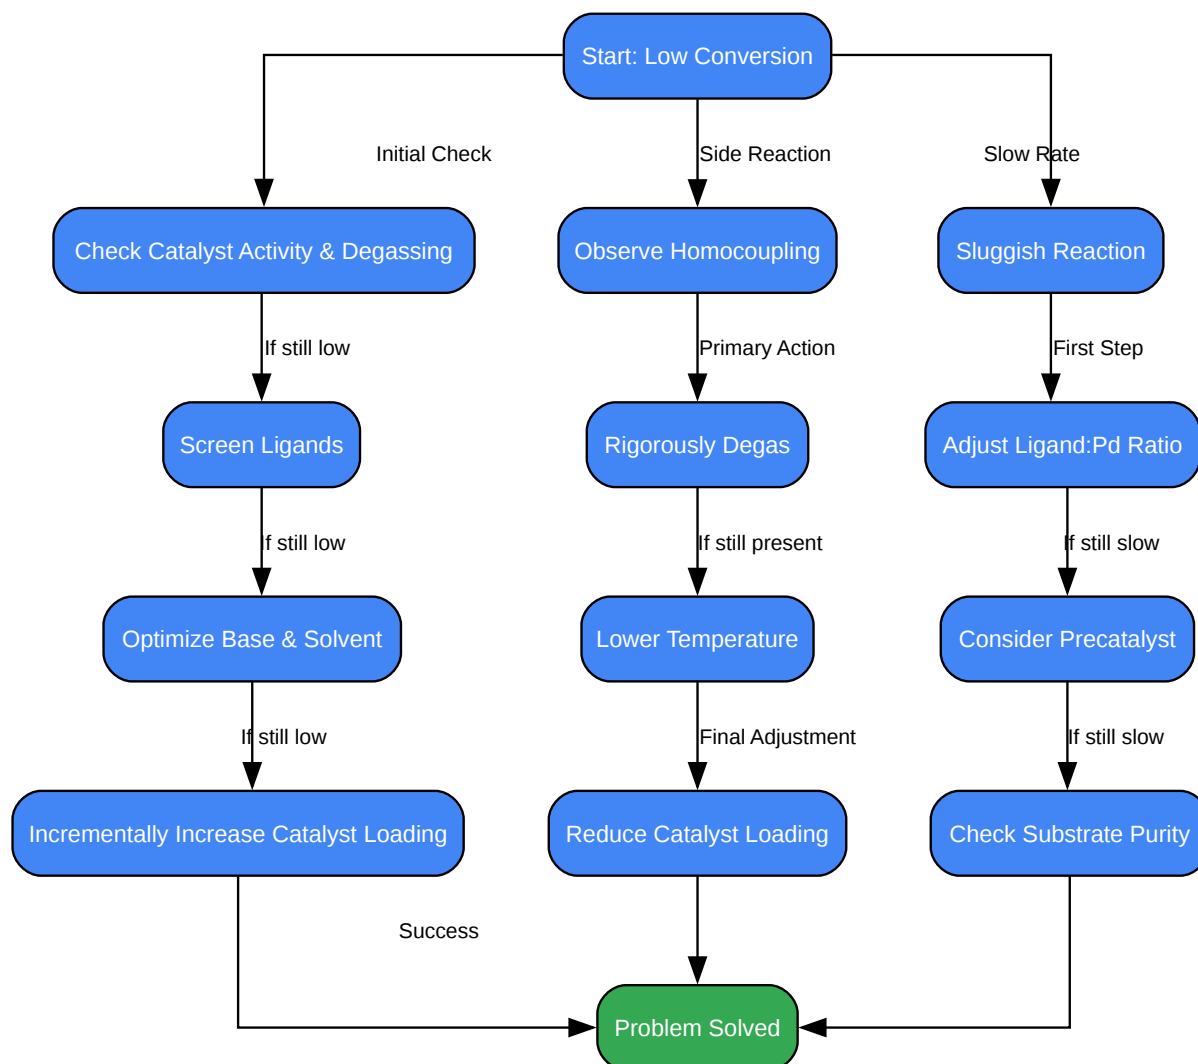 Start: Low Conversion
Initial Check
Side Reaction
Slow Rate
Check Catalyst Activity & Degassing
Observe Homocoupling
Sluggish Reaction
If still low
Primary Action
First Step
Screen Ligands
Rigorously Degas
Adjust Ligand:Pd Ratio
If still low
If still present
If still slow
Optimize Base & Solvent
Lower Temperature
Consider Precatalyst
If still low
Final Adjustment
If still slow
Incrementally Increase Catalyst Loading
Reduce Catalyst Loading
Check Substrate Purity
Success
Problem Solved